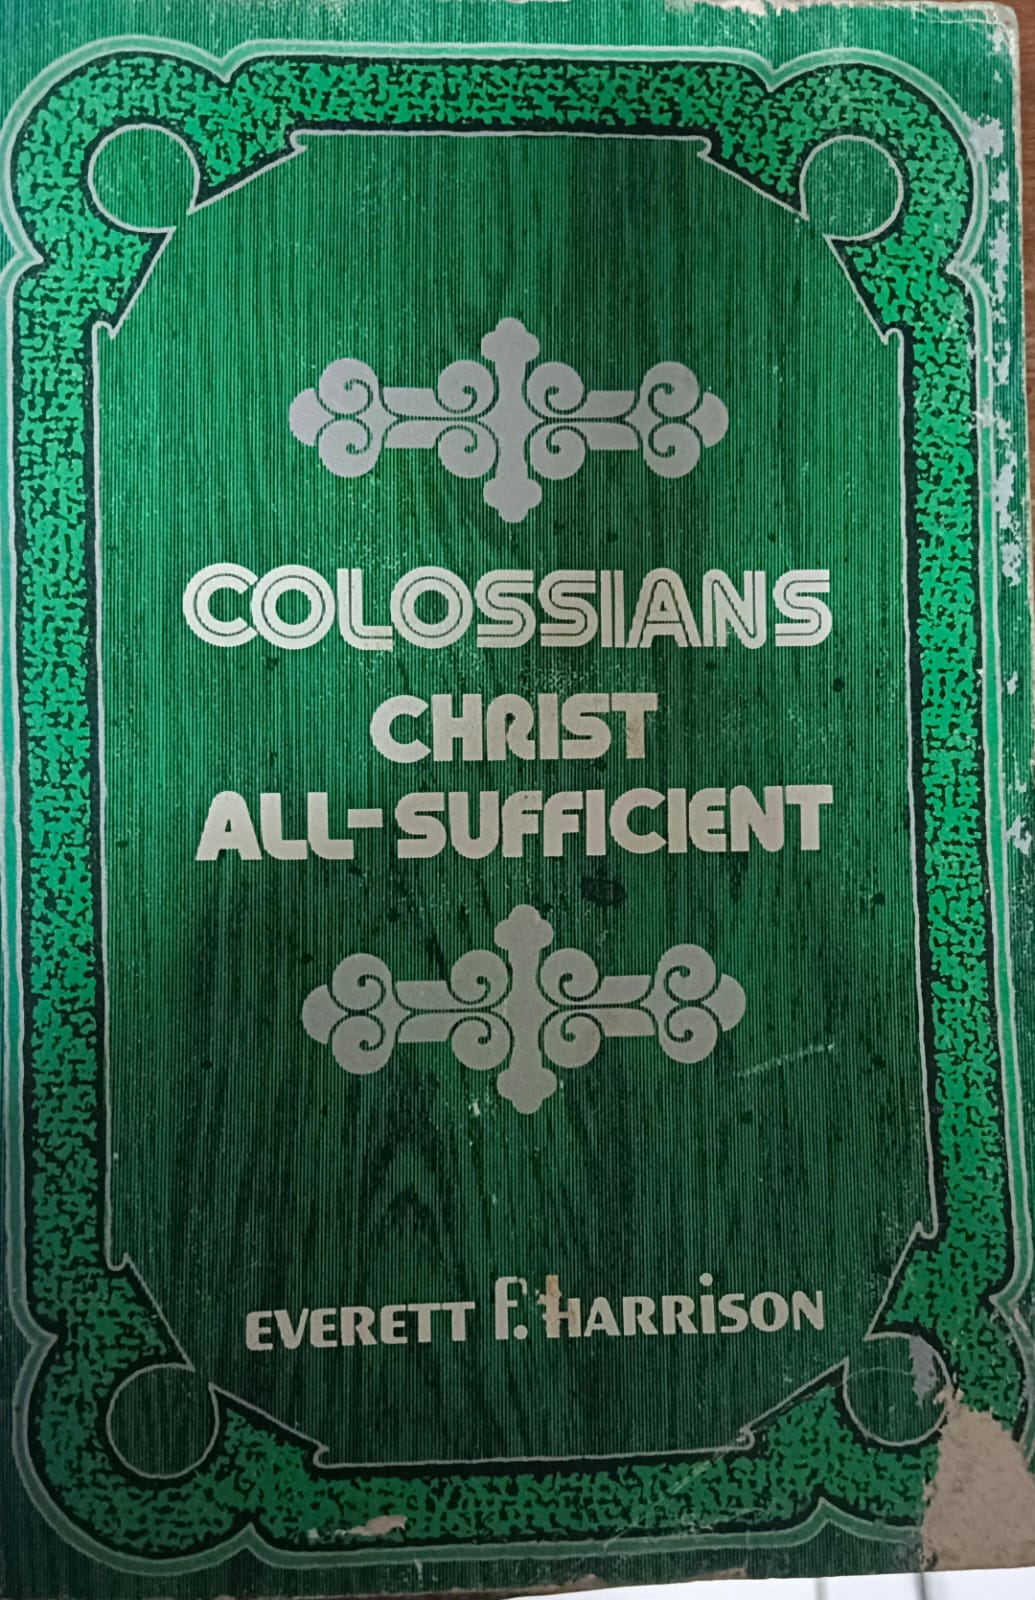 COLOSSIANS
CHRIST
ALL-SUFFICIENT
EVERETT F. HARRISON